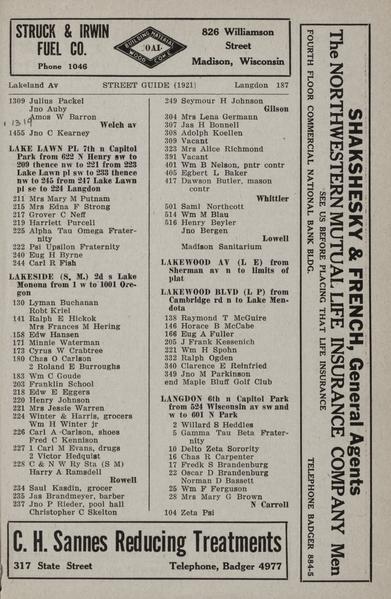 STRUCK & IRWIN
FUEL CO.
Phone 1046
BUILDING MATERIAL
COAL
WOOD COKE
826 Williamson
Street
Madison, Wisconsin
Lakeland Av STREET GUIDE (1921) Langdon 187
1309 Julius Packel
Jno Auby
Amos W Barron
1319
Welch av
1455 Jno C Kearney
LAKE LAWN PL 7th n Capitol
Park from 622 N Henry sw to
209 thence nw to 221 from 223
Lake Lawn pl sw to 233 thence
nw to 245 from 247 Lake Lawn
pl se to 224 Langdon
211 Mrs Mary M Putnam
215 Mrs Edna F Strong
217 Grover C Neff
219 Harriett Purcell
225 Alpha Tau Omega Frater-
nity
222 Psi Upsilon Fraternity
240 Eug H Byrne
244 Carl R Fish
LAKESIDE (S, M,) 2d s Lake
Monona from 1 w to 1001 Ore-
gon
130 Lyman Buchanan
Robt Kriel
141 Ralph E Hickok
Mrs Frances M Hering
158 Edw Hansen
171 Minnie Waterman
173 Cyrus W Crabtree
180 Chas O Carlson
2 Roland E Burroughs
183 Wm C Goude
203 Franklin School
218 Edw E Eggers
220 Henry Johnson
221 Mrs Jessie Warren
224 Winter & Harris, grocers
Wm H Winter jr
226 Carl A Carlson, shoes
Fred C Kennison
227 1 Carl M Evans, drugs
2 Victor Hedquist
228 C & N W Ry Sta (S M)
Harry A Ramsdell
Rowell
234 Saul Kasdin, grocer
235 Jas Brandmeyer, barber
237 Jno P Rieder, pool hall
Christopher C Skelton
249 Seymour H Johnson
Gilson
304 Mrs Lena Germann
307 Jas H Bonnell
308 Adolph Koellen
309 Vacant
323 Mrs Alice Richmond
391 Vacant
401 Wm B Nelson, pntr contr
405 Egbert L Baker
417 Dawson Butler, mason
contr
Whittler
501 Saml Northcott
514 Wm M Blau
516 Henry Beyler
Jno Bergen
Lowell
Madison Sanitarium
LAKEWOOD AV (L E) from
Sherman av n to limits of
plat
LAKEWOOD BLVD (L P) from
Cambridge rd n to Lake Men-
dota
138 Raymond T McGuire
146 Horace B McCabe
166 Eug A Fuller
205 J Frank Kessenich
221 Wm H Spohn
332 Ralph Ogden
340 Clarence E Reinfried
349 Jno M Parkinson
end Maple Bluff Golf Club
LANGDON 6th n Capitol Park
from 524 Wisconsin av sw and
w to 601 N Park
2 Willard S Heddles
5 Gamma Tau Beta Frater-
nity
10 Delto Zeta Sorority
16 Chas R Carpenter
17 Fredk S Brandenburg
22 Oscar D Brandenburg
Norman D Bassett
25 Wm F Ferguson
28 Mrs Mary G Brown
N Carroll
104 Zeta Psi
SHAKSHESKY & FRENCH, General Agents
The NORTHWESTERN MUTUAL LIFE INSURANCE COMPANY Men
SEE US BEFORE PLACING THAT LIFE INSURANCE
FOURTH FLOOR COMMERCIAL NATIONAL BANK BLDG. TELEPHONE BADGER 884-5
C. H. Sannes Reducing Treatments
317 State Street Telephone, Badger 4977